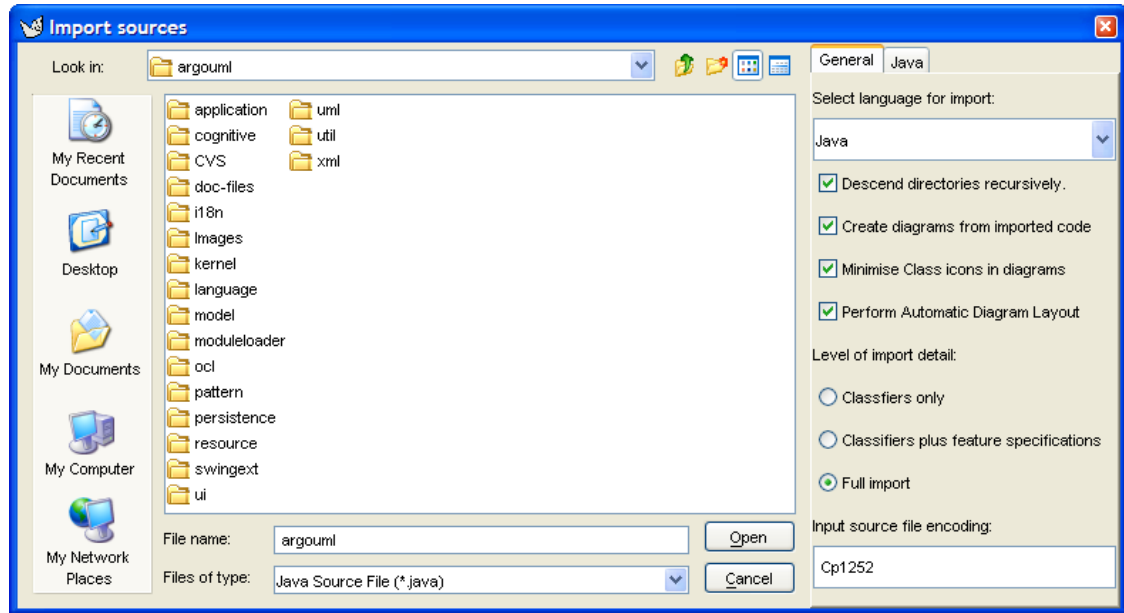 Import sources
Look in:
argouml
My Recent
Documents
Desktop
My Documents
My Computer
My Network
Places
application
cognitive
CVS
doc-files
i18n
Images
kernel
language
model
moduleloader
ocl
pattern
persistence
resource
swingext
ui
uml
util
xml
File name:
argouml
Open
Files of type:
Java Source File (*.java)
Cancel
General
Java
Select language for import:
Java
Descend directories recursively.
Create diagrams from imported code
Minimise Class icons in diagrams
Perform Automatic Diagram Layout
Level of import detail:
Classfiers only
Classifiers plus feature specifications
Full import
Input source file encoding:
Cp1252